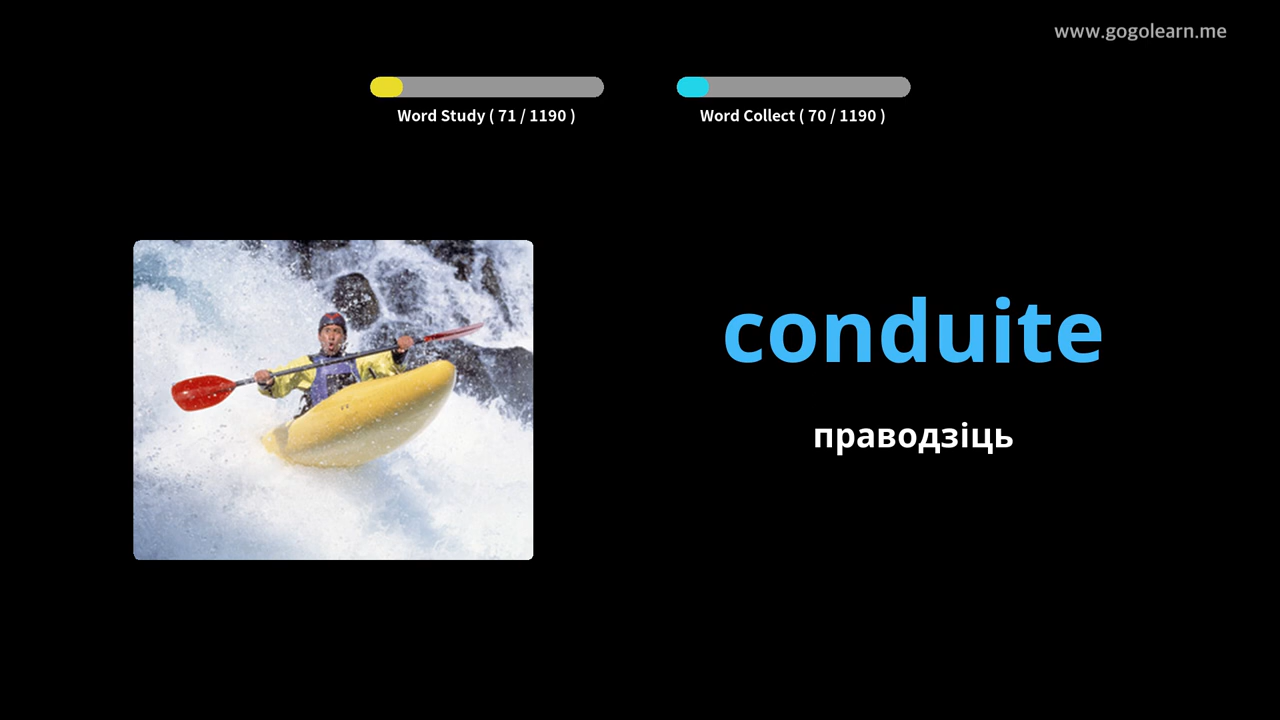 www.gogolearn.me
Word Study ( 71 / 1190 )
Word Collect ( 70 / 1190 )
conduite
праводзіць